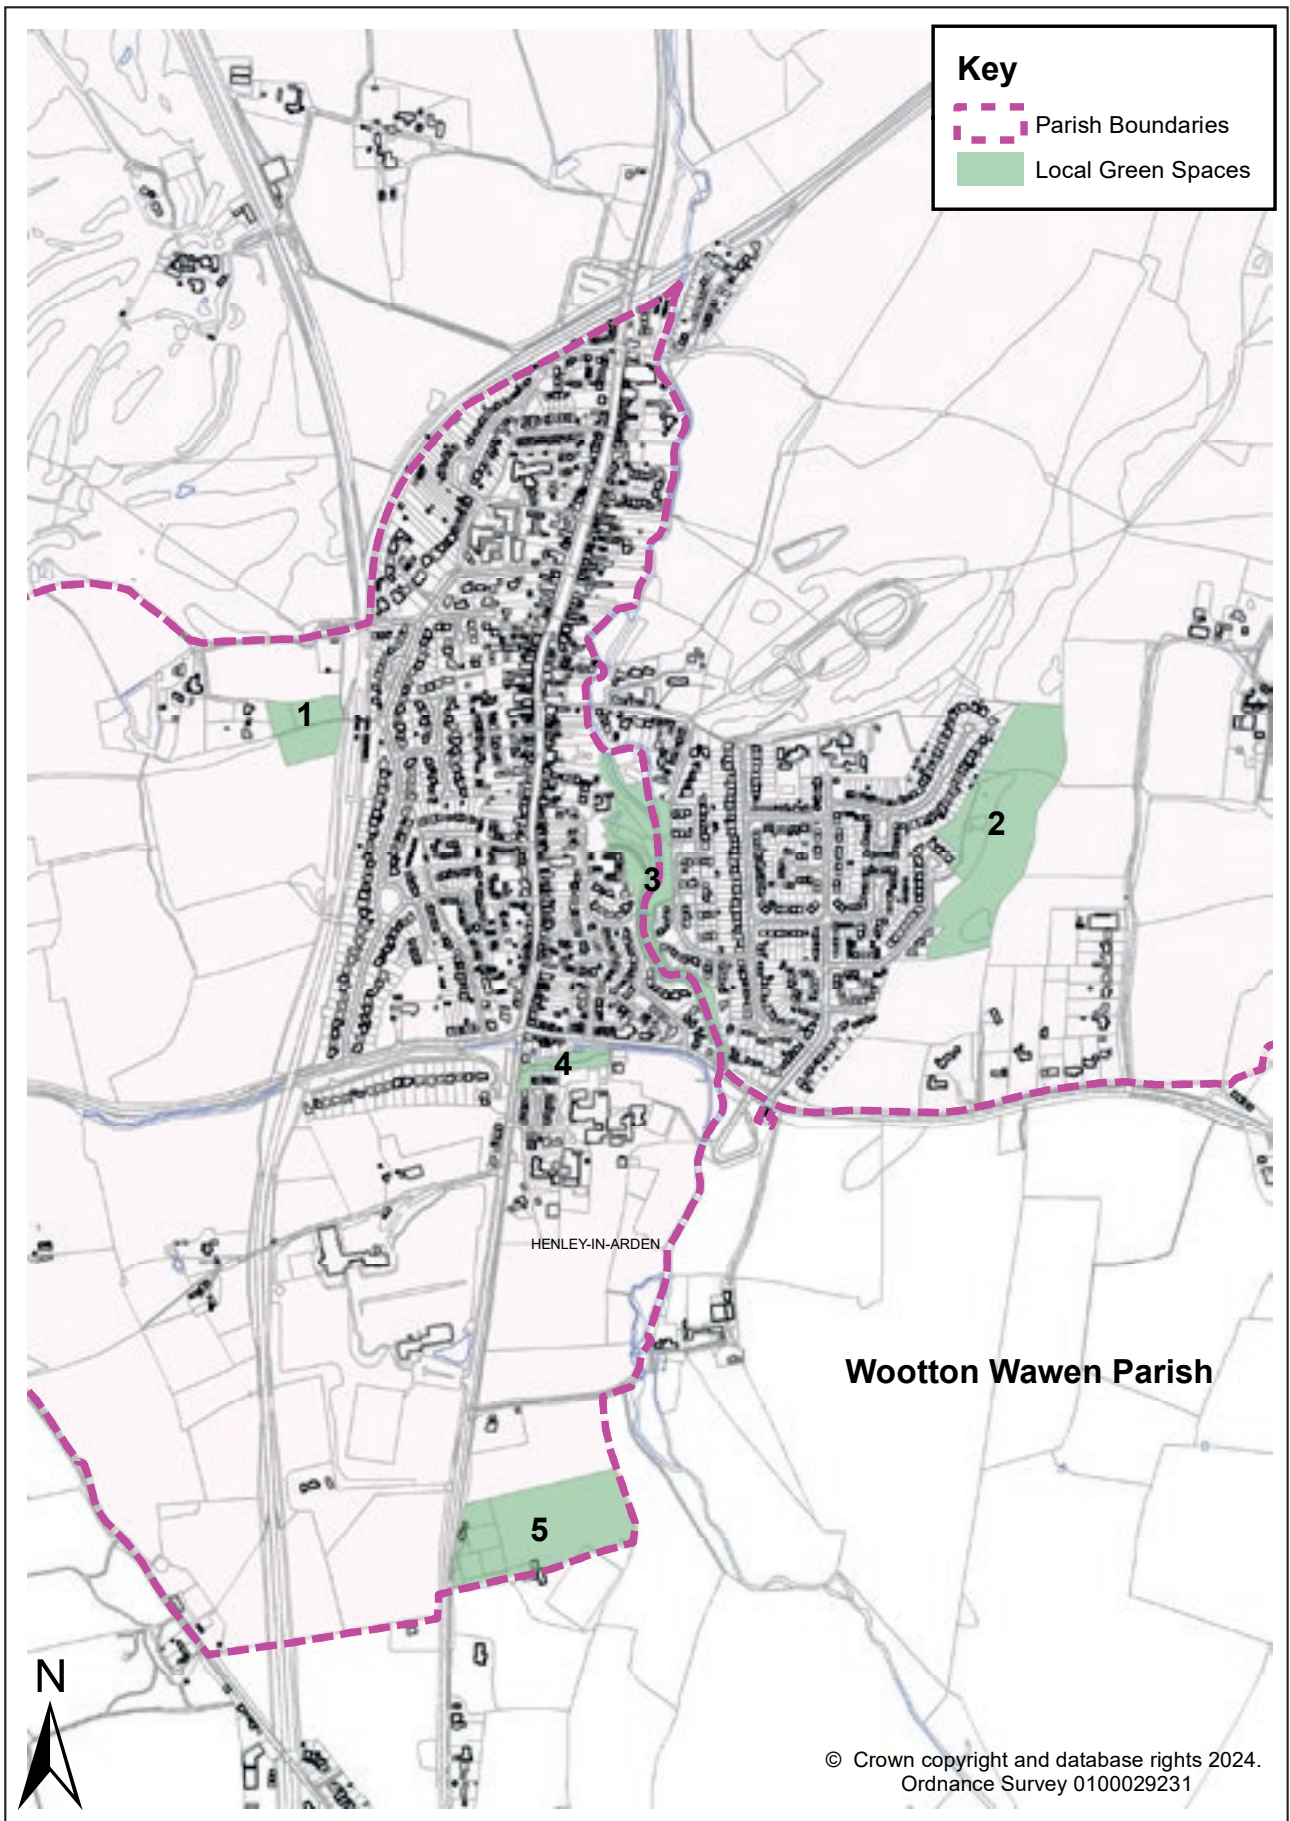 Key
Parish Boundaries
Local Green Spaces
1
2
3
4
HENLEY-IN-ARDEN
Wootton Wawen Parish
5
N
© Crown copyright and database rights 2024.
Ordnance Survey 0100029231